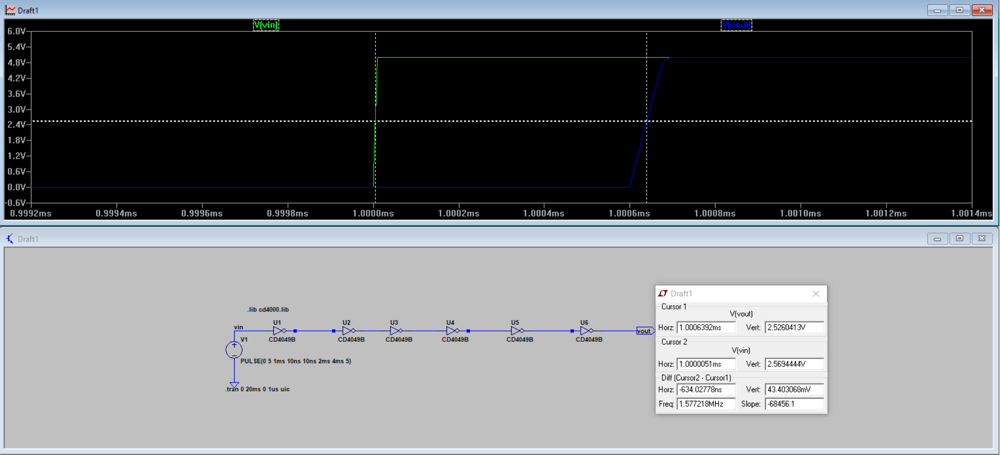 Draft1
V(vin)
V(vout)
6.0V
5.4V
4.8V
4.2V
3.6V
3.0V
2.4V
1.8V
1.2V
0.6V
0.0V
-0.6V
0.9992ms
0.9994ms
0.9996ms
0.9998ms
1.0000ms
1.0002ms
1.0004ms
1.0006ms
1.0008ms
1.0010ms
1.0012ms
1.0014ms
Draft1
.lib cd4000.lib
vin
U1
U2
U3
U4
U5
U6
vout
V1
CD4049B
CD4049B
CD4049B
CD4049B
CD4049B
CD4049B
PULSE(0 5 1ms 10ns 10ns 2ms 4ms 5)
.tran 0 20ms 0 1us uic
Draft1
Cursor 1
V(vout)
Horz: 1.0006392ms Vert: 2.5260413V
Cursor 2
V(vin)
Horz: 1.0000051ms Vert: 2.5694444V
Diff (Cursor2 - Cursor1)
Horz: -634.02778ns Vert: 43.403068mV
Freq: 1.577218MHz Slope: -68456.1